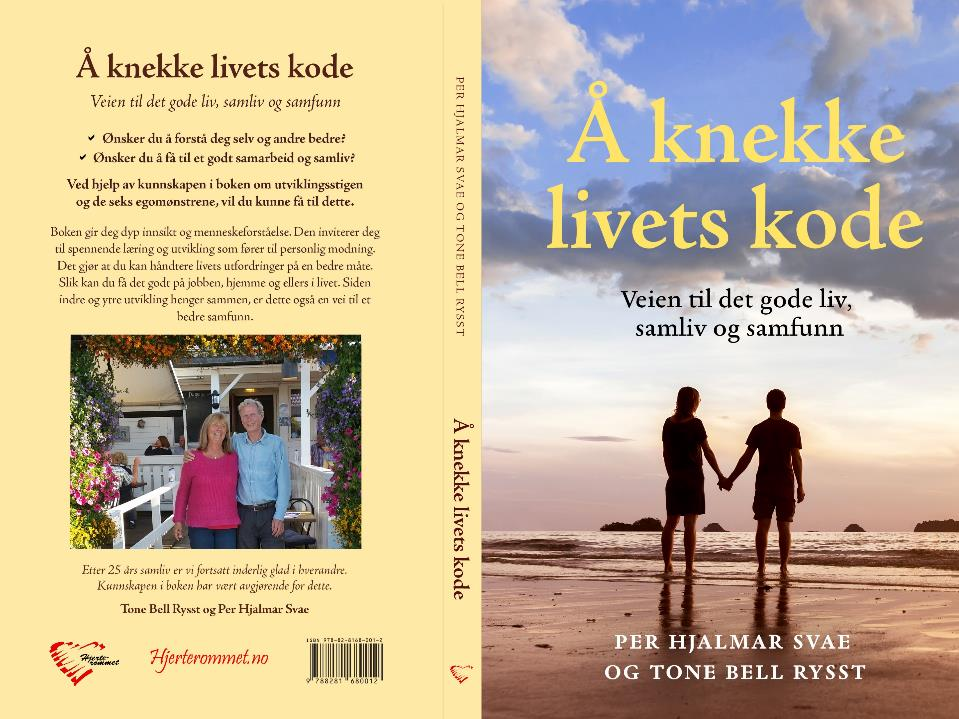 Å knekke livets kode
Veien til det gode liv, samliv og samfunn
Ønsker du å forstå deg selv og andre bedre?
Ønsker du å få til et godt samarbeid og samliv?
Ved hjelp av kunnskapen i boken om utviklingsstigen
og de seks egomønstrene, vil du kunne få til dette.
Boken gir deg dyp innsikt og menneskeforståelse. Den inviterer deg
til spennende læring og utvikling som fører til personlig modning.
Det gjør at du kan håndtere livets utfordringer på en bedre måte.
Slik kan du få det godt på jobben, hjemme og ellers i livet. Siden
indre og ytre utvikling henger sammen, er dette også en vei til et
bedre samfunn.
Etter 25 års samliv er vi fortsatt inderlig glad i hverandre.
Kunnskapen i boken har vært avgjørende for dette.
Tone Bell Rysst og Per Hjalmar Svae
Hjerte-
rommet
Hjerterommet.no
ISBN 978-82-8168-001-2
9 788281 680012
PER HJALMAR SVAE OG TONE BELL RYSST
Å knekke livets kode
Å knekke
livets kode
Veien til det gode liv,
samliv og samfunn
PER HJALMAR SVAE
OG TONE BELL RYSST